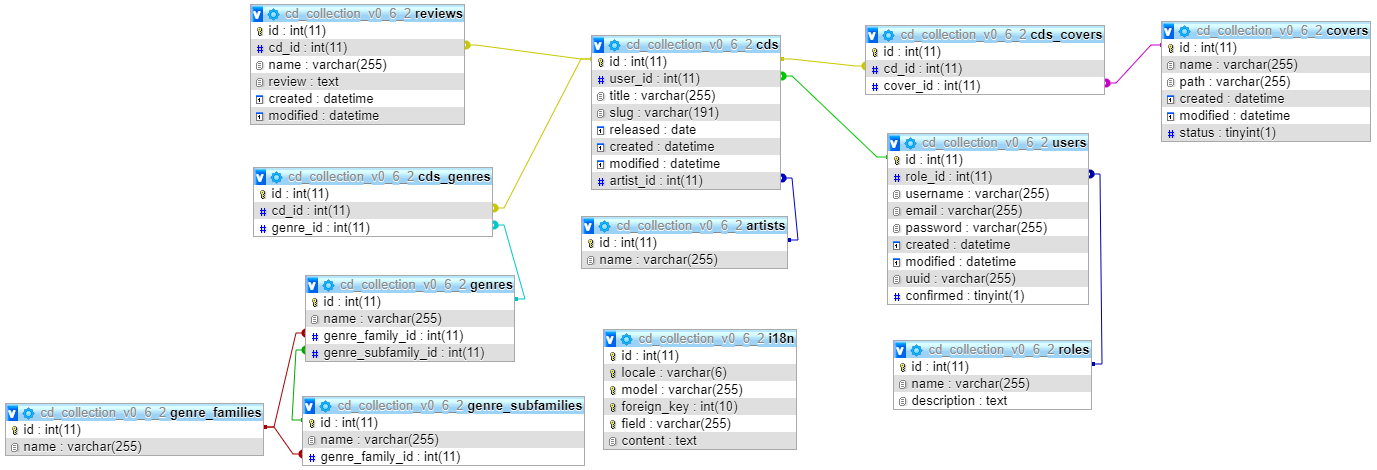 cd_collection_v0_6_2 reviews
id : int(11)
cd_id : int(11)
name : varchar(255)
review : text
created : datetime
modified : datetime
cd_collection_v0_6_2 cds
id : int(11)
user_id : int(11)
title : varchar(255)
slug : varchar(191)
released : date
created : datetime
modified : datetime
artist_id : int(11)
cd_collection_v0_6_2 cds_covers
id : int(11)
cd_id : int(11)
cover_id : int(11)
cd_collection_v0_6_2 covers
id : int(11)
name : varchar(255)
path : varchar(255)
created : datetime
modified : datetime
status : tinyint(1)
cd_collection_v0_6_2 users
id : int(11)
role_id : int(11)
username : varchar(255)
email : varchar(255)
password : varchar(255)
created : datetime
modified : datetime
uuid : varchar(255)
confirmed : tinyint(1)
cd_collection_v0_6_2 cds_genres
id : int(11)
cd_id : int(11)
genre_id : int(11)
cd_collection_v0_6_2 artists
id : int(11)
name : varchar(255)
cd_collection_v0_6_2 genres
id : int(11)
name : varchar(255)
genre_family_id : int(11)
genre_subfamily_id : int(11)
cd_collection_v0_6_2 i18n
id : int(11)
locale : varchar(6)
model : varchar(255)
foreign_key : int(10)
field : varchar(255)
content : text
cd_collection_v0_6_2 roles
id : int(11)
name : varchar(255)
description : text
cd_collection_v0_6_2 genre_families
id : int(11)
name : varchar(255)
cd_collection_v0_6_2 genre_subfamilies
id : int(11)
name : varchar(255)
genre_family_id : int(11)